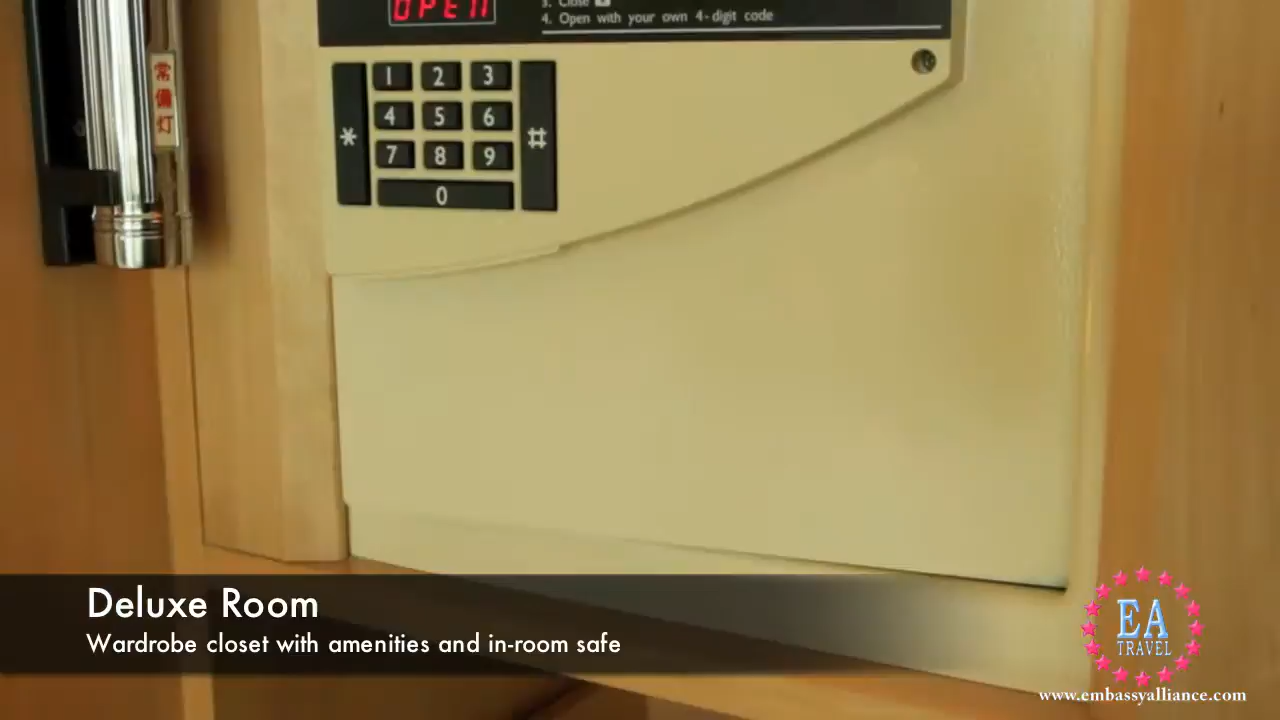 OPEN
3. Close
4. Open with your own 4-digit code
常備灯
1 2 3
4 5 6
* 7 8 9 #
0
Deluxe Room
Wardrobe closet with amenities and in-room safe
EA
TRAVEL
www.embassyalliance.com